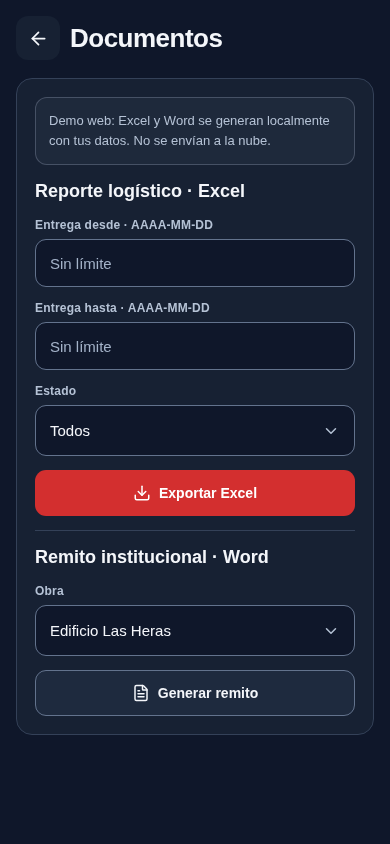 Documentos
Demo web: Excel y Word se generan localmente
con tus datos. No se envían a la nube.
Reporte logístico · Excel
Entrega desde · AAAA-MM-DD
Sin límite
Entrega hasta · AAAA-MM-DD
Sin límite
Estado
Todos
Exportar Excel
Remito institucional · Word
Obra
Edificio Las Heras
Generar remito